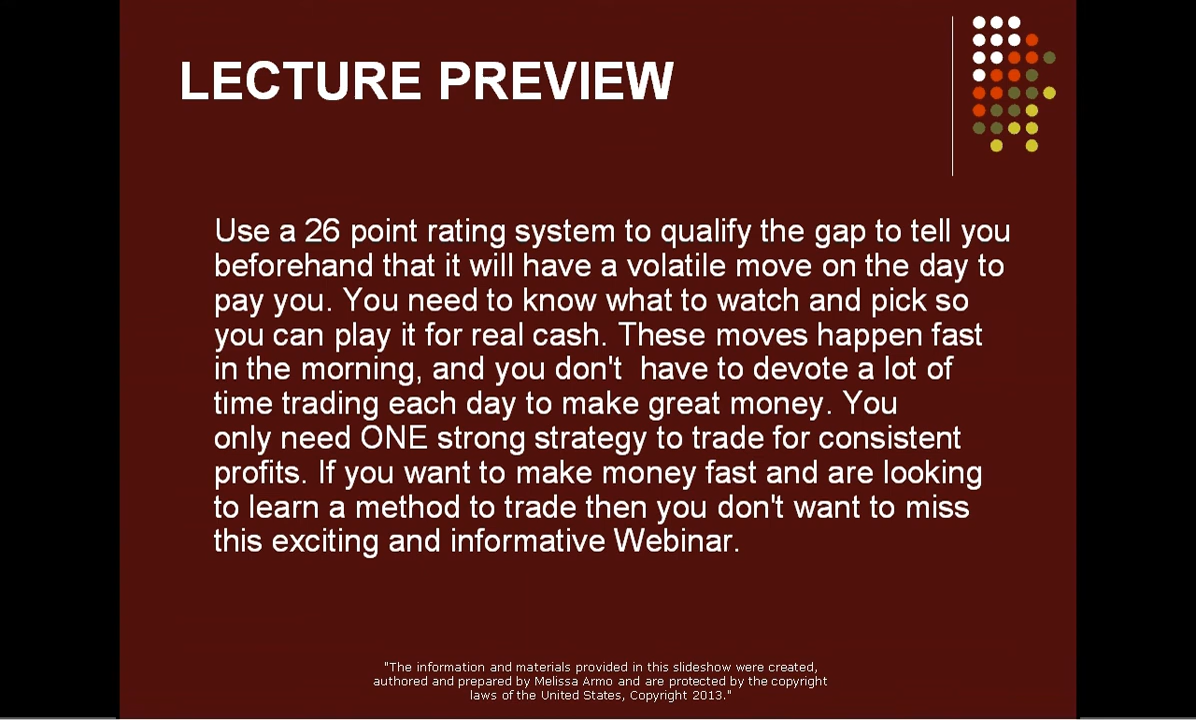 LECTURE PREVIEW
Use a 26 point rating system to qualify the gap to tell you
beforehand that it will have a volatile move on the day to
pay you. You need to know what to watch and pick so
you can play it for real cash. These moves happen fast
in the morning, and you don't  have to devote a lot of
time trading each day to make great money. You
only need ONE strong strategy to trade for consistent
profits. If you want to make money fast and are looking
to learn a method to trade then you don't want to miss
this exciting and informative Webinar.
"The information and materials provided in this slideshow were created,
authored and prepared by Melissa Armo and are protected by the copyright
laws of the United States, Copyright 2013."